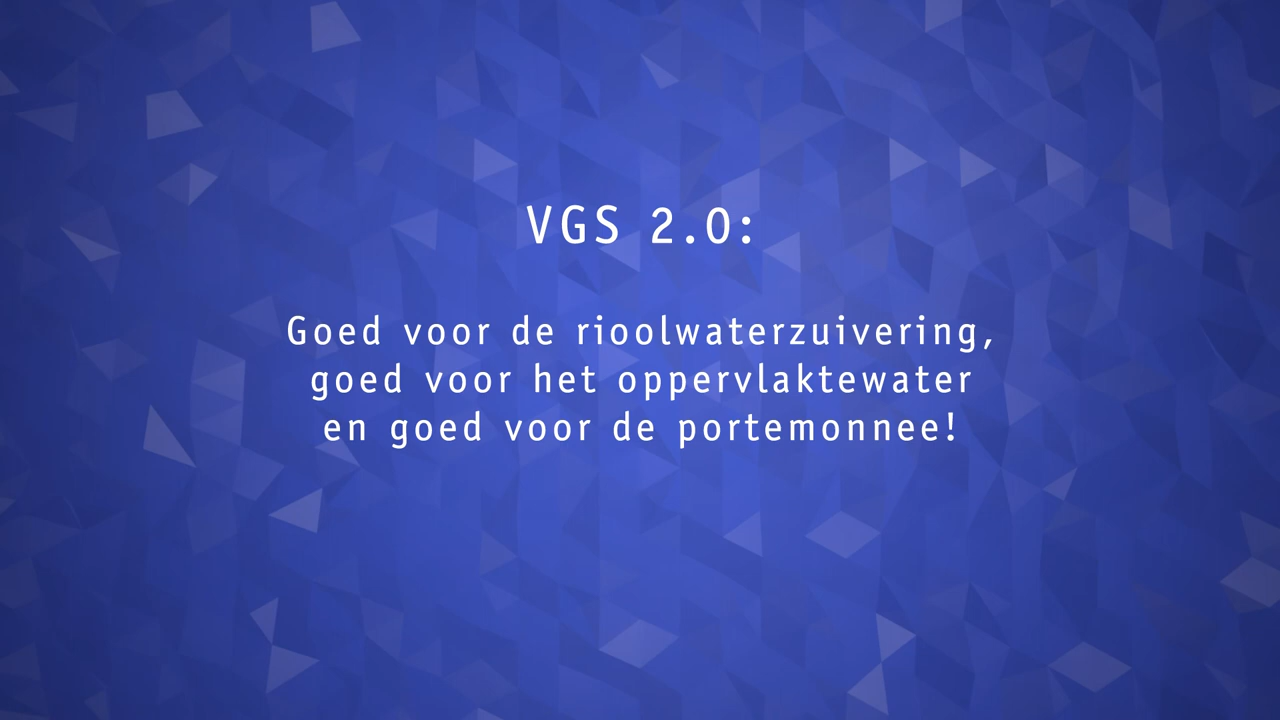 VGS 2.0:
Goed voor de rioolwaterzuivering,
goed voor het oppervlaktewater
en goed voor de portemonnee!